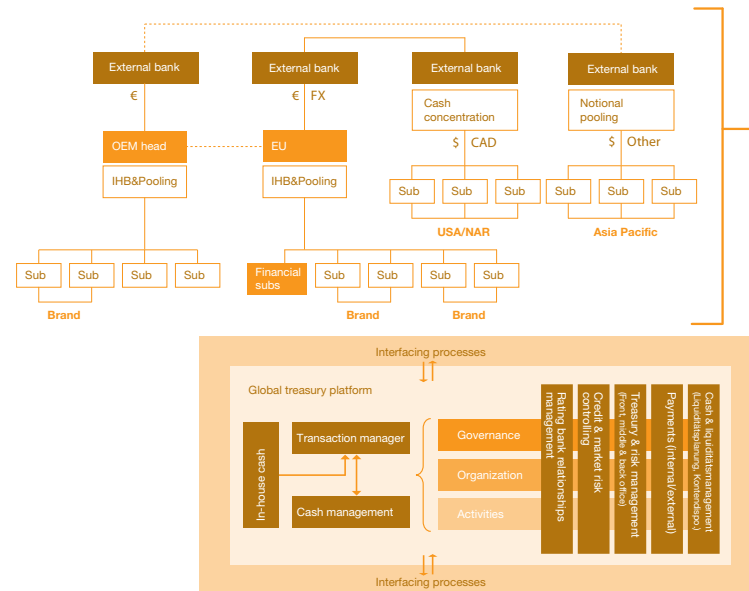 External bank
External bank
External bank
External bank
€
€ FX
Cash
concentration
Notional
pooling
$ CAD
$ Other
OEM head
EU
IHB&Pooling
IHB&Pooling
Sub
Sub
Sub
Sub
Sub
Sub
USA/NAR
Asia Pacific
Sub
Sub
Sub
Sub
Financial
subs
Sub
Sub
Sub
Sub
Brand
Brand
Brand
Interfacing processes
Global treasury platform
In-house cash
Transaction manager
Cash management
Governance
Organization
Activities
Rating bank relationships
management
Credit & market risk
controlling
Treasury & risk management
(Front, middle & back office)
Payments (internal/external)
Cash & liquiditätsmanagement
(Liquiditätsplanung, Kontendispo.)
Interfacing processes